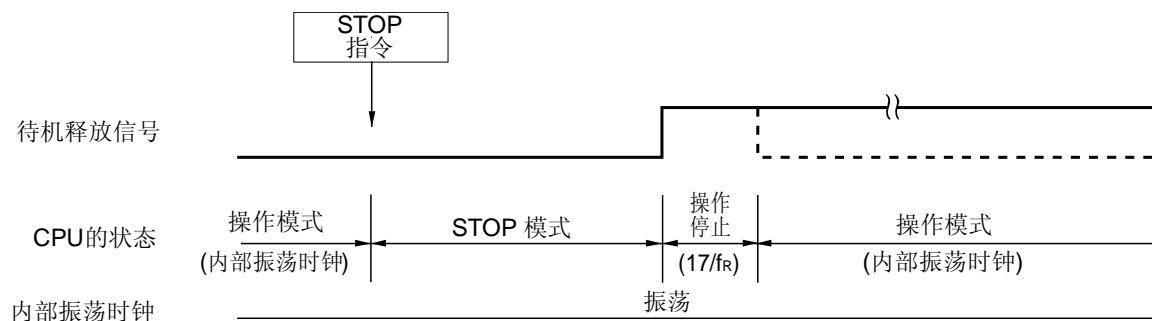 STOP
指令
待机释放信号
CPU的状态
操作模式
(内部振荡时钟)
STOP 模式
操作
停止
(17/fR)
操作模式
(内部振荡时钟)
内部振荡时钟
振荡